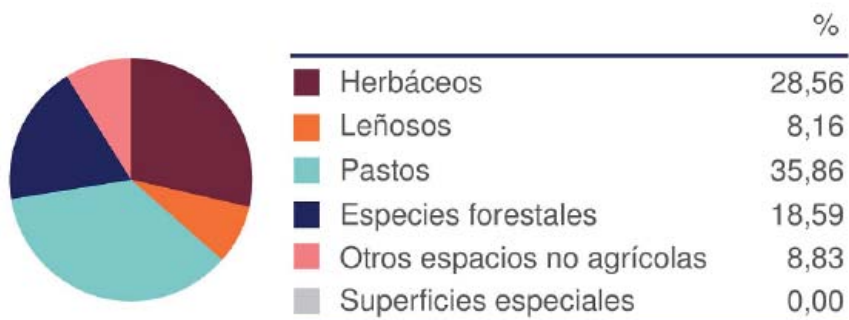 %
Herbáceos 28,56
Leñosos 8,16
Pastos 35,86
Especies forestales 18,59
Otros espacios no agrícolas 8,83
Superficies especiales 0,00